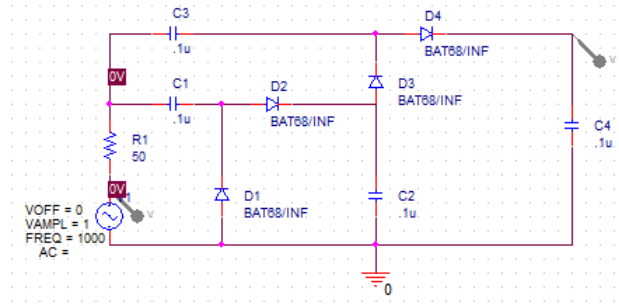 C3
.1u
D4
BAT68/INF
V
0V
C1
.1u
D2
BAT68/INF
D3
BAT68/INF
R1
50
C4
.1u
0V
1
V
D1
BAT68/INF
C2
.1u
VOFF = 0
VAMPL = 1
FREQ = 1000
AC =
0